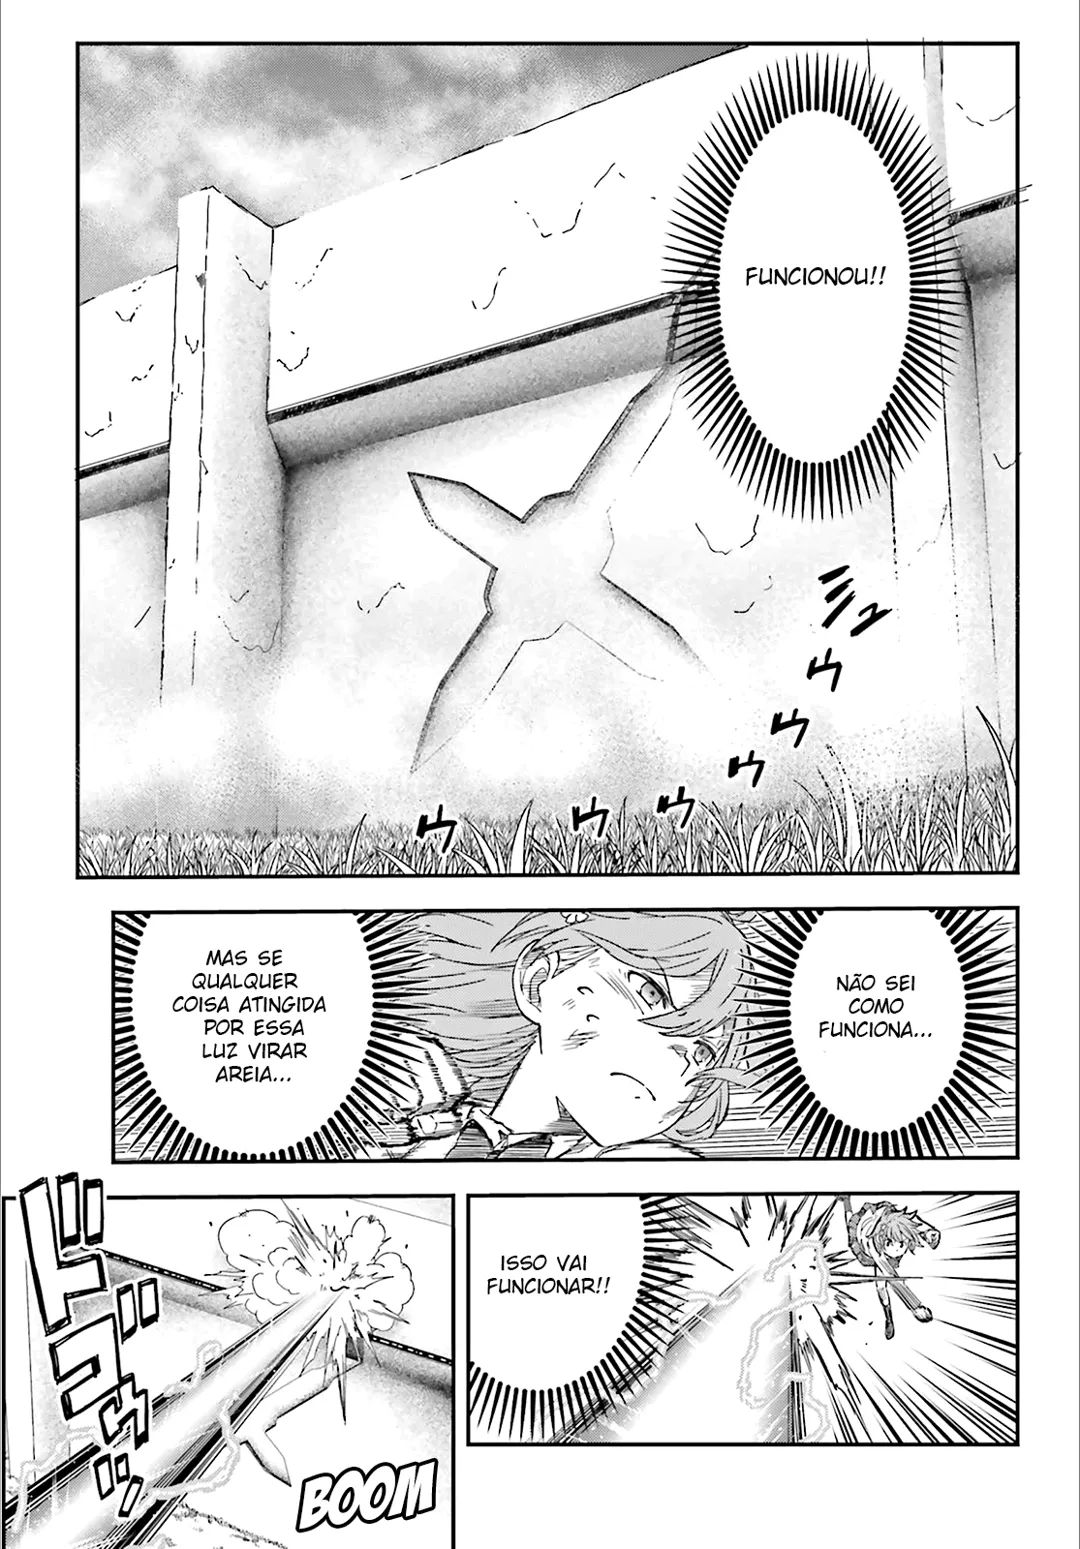 FUNCIONOU!!
シュ
ウ
ウ
ウ
ウ
ウ
ウ
NÃO SEI
COMO
FUNCIONA...
MAS SE
QUALQUER
COISA ATINGIDA
POR ESSA
LUZ VIRAR
AREIA...
ISSO VAI
FUNCIONAR!!
ドゴウッ
BOOM